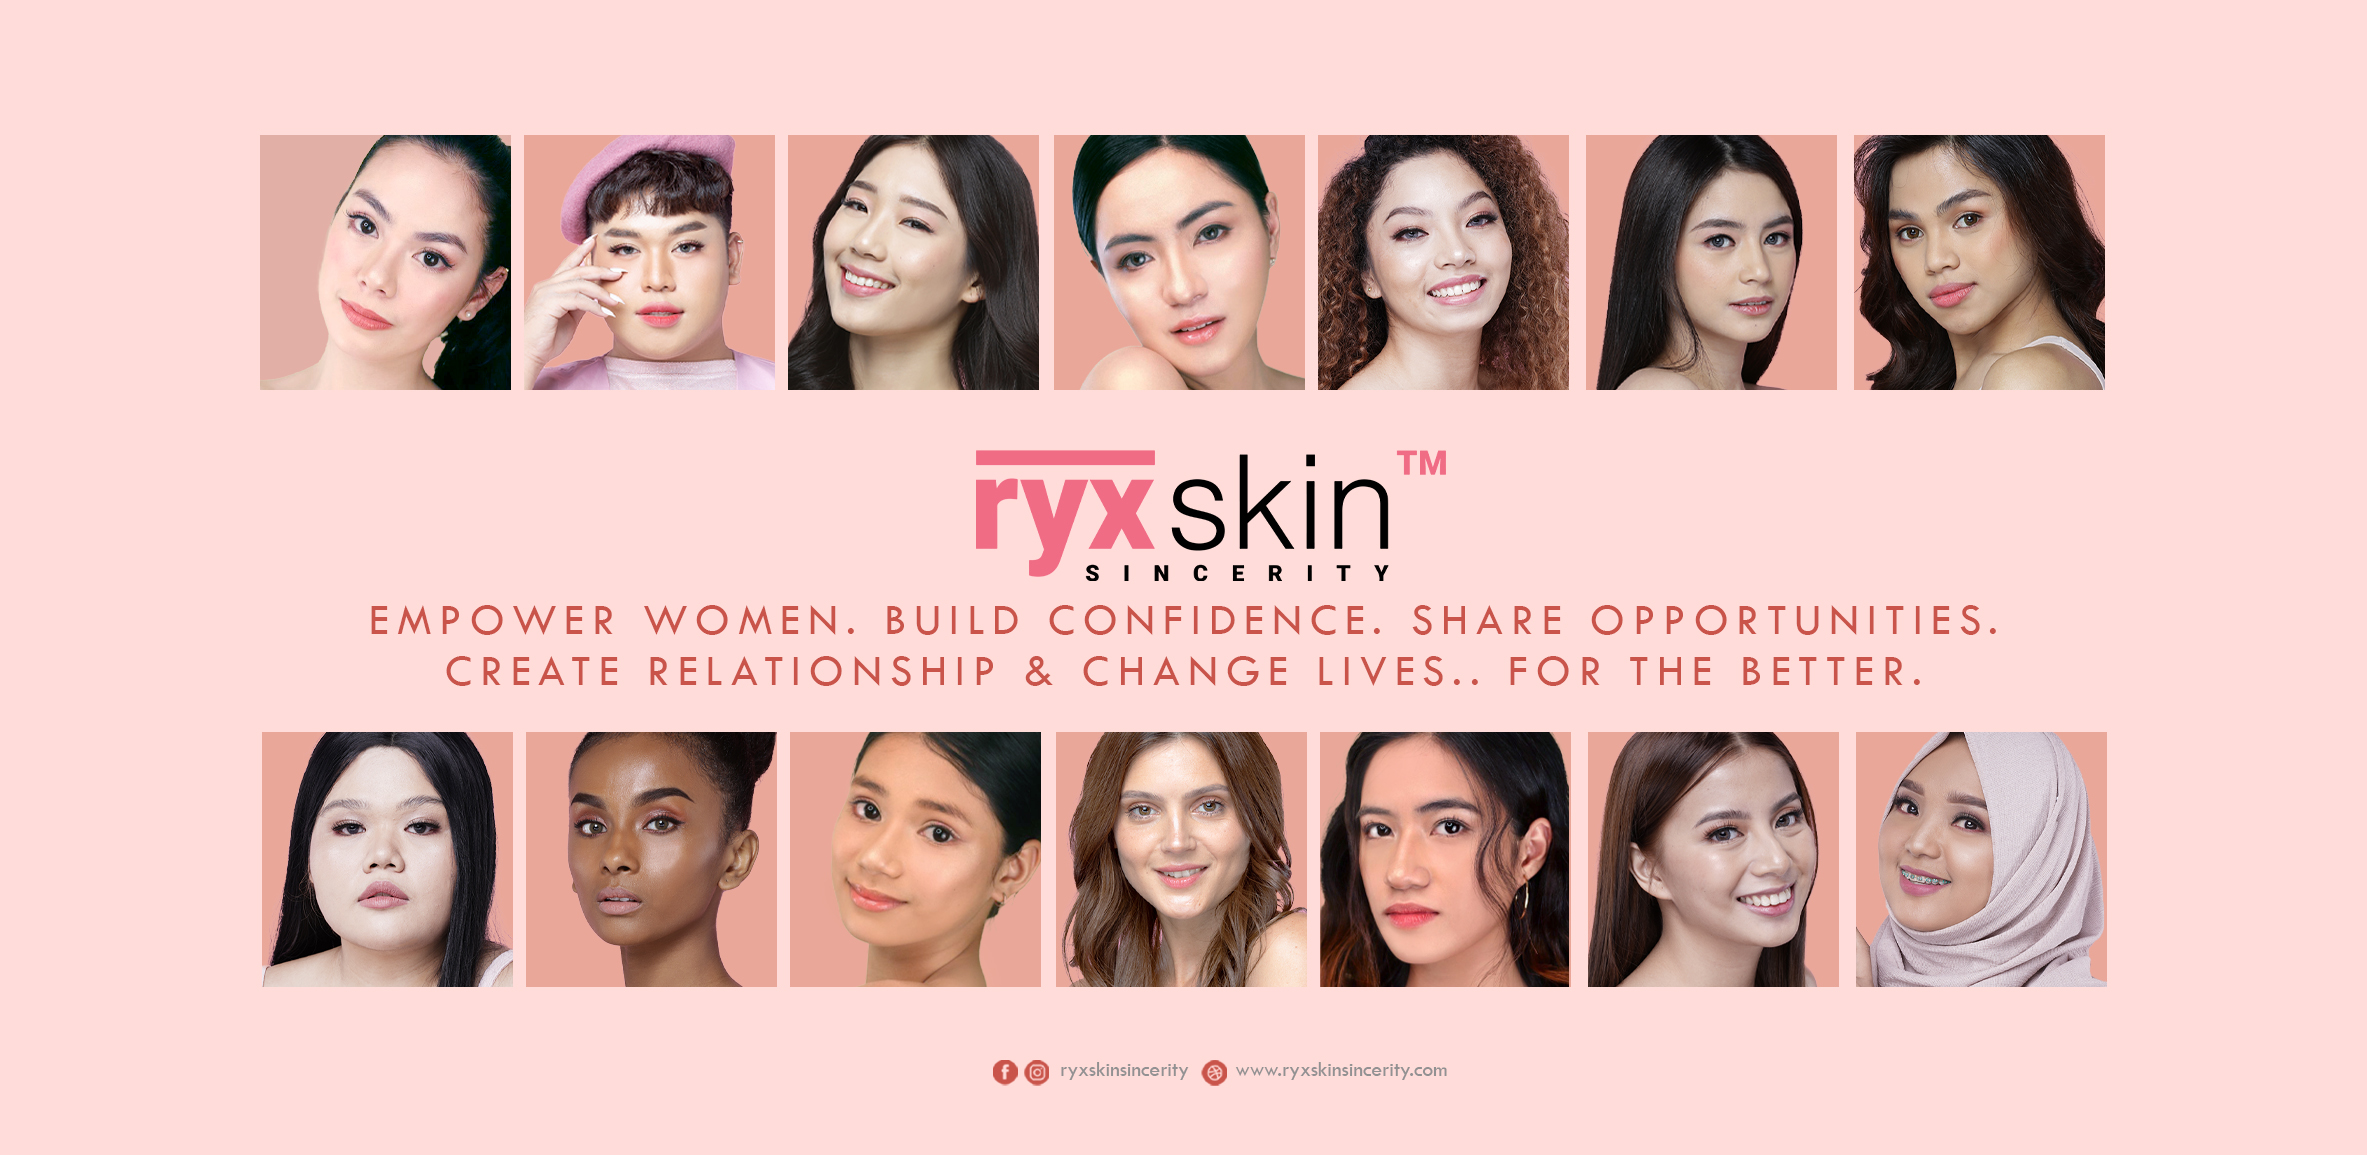 ryxskin™
SINCERITY
EMPOWER WOMEN. BUILD CONFIDENCE. SHARE OPPORTUNITIES.
CREATE RELATIONSHIP & CHANGE LIVES.. FOR THE BETTER.
ryxskinsincerity www.ryxskinsincerity.com